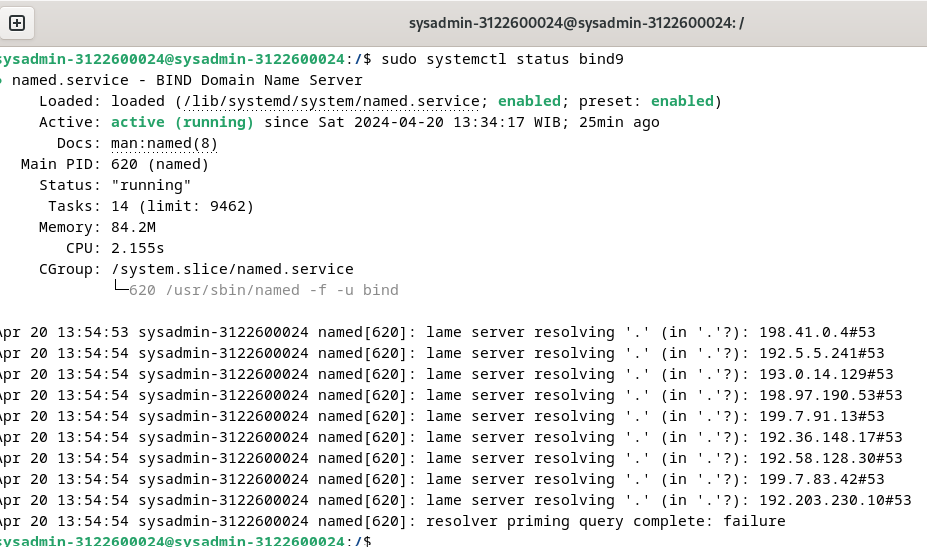 sysadmin-3122600024@sysadmin-3122600024: /
sysadmin-3122600024@sysadmin-3122600024:/$ sudo systemctl status bind9
named.service - BIND Domain Name Server
Loaded: loaded (/lib/systemd/system/named.service; enabled; preset: enabled)
Active: active (running) since Sat 2024-04-20 13:34:17 WIB; 25min ago
Docs: man:named(8)
Main PID: 620 (named)
Status: "running"
Tasks: 14 (limit: 9462)
Memory: 84.2M
CPU: 2.155s
CGroup: /system.slice/named.service
└─620 /usr/sbin/named -f -u bind
Apr 20 13:54:53 sysadmin-3122600024 named[620]: lame server resolving '.' (in '.'?): 198.41.0.4#53
Apr 20 13:54:54 sysadmin-3122600024 named[620]: lame server resolving '.' (in '.'?): 192.5.5.241#53
Apr 20 13:54:54 sysadmin-3122600024 named[620]: lame server resolving '.' (in '.'?): 193.0.14.129#53
Apr 20 13:54:54 sysadmin-3122600024 named[620]: lame server resolving '.' (in '.'?): 198.97.190.53#53
Apr 20 13:54:54 sysadmin-3122600024 named[620]: lame server resolving '.' (in '.'?): 199.7.91.13#53
Apr 20 13:54:54 sysadmin-3122600024 named[620]: lame server resolving '.' (in '.'?): 192.36.148.17#53
Apr 20 13:54:54 sysadmin-3122600024 named[620]: lame server resolving '.' (in '.'?): 192.58.128.30#53
Apr 20 13:54:54 sysadmin-3122600024 named[620]: lame server resolving '.' (in '.'?): 199.7.83.42#53
Apr 20 13:54:54 sysadmin-3122600024 named[620]: lame server resolving '.' (in '.'?): 192.203.230.10#53
Apr 20 13:54:54 sysadmin-3122600024 named[620]: resolver priming query complete: failure
sysadmin-3122600024@sysadmin-3122600024:/$